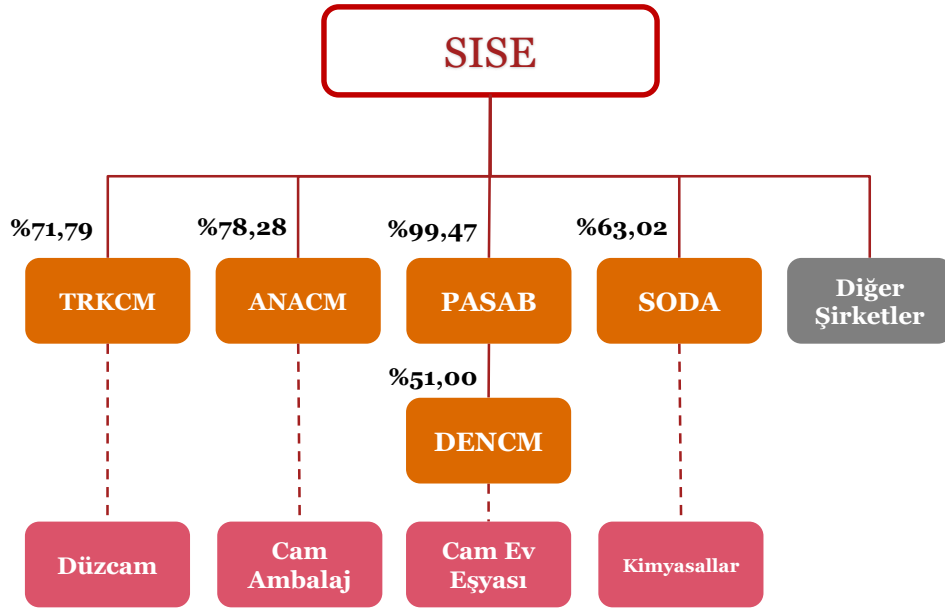 SISE
%71,79
%78,28
%99,47
%63,02
TRKCM
ANACM
PASAB
SODA
Diğer
Şirketler
%51,00
DENCM
Düzcam
Cam
Ambalaj
Cam Ev
Eşyası
Kimyasallar